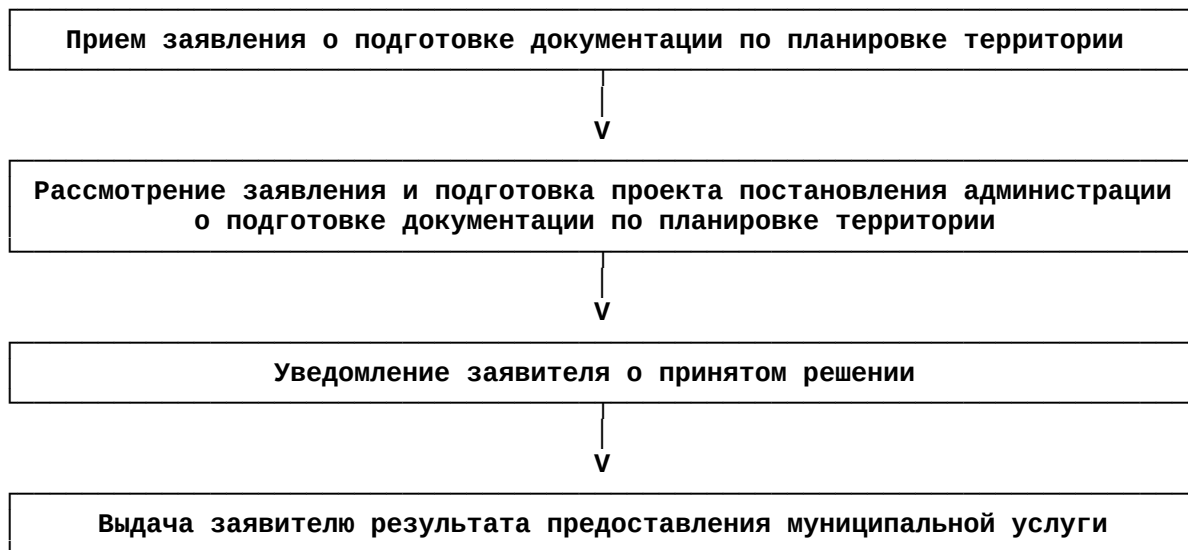 Прием заявления о подготовке документации по планировке территории
V
Рассмотрение заявления и подготовка проекта постановления администрации
о подготовке документации по планировке территории
V
Уведомление заявителя о принятом решении
V
Выдача заявителю результата предоставления муниципальной услуги